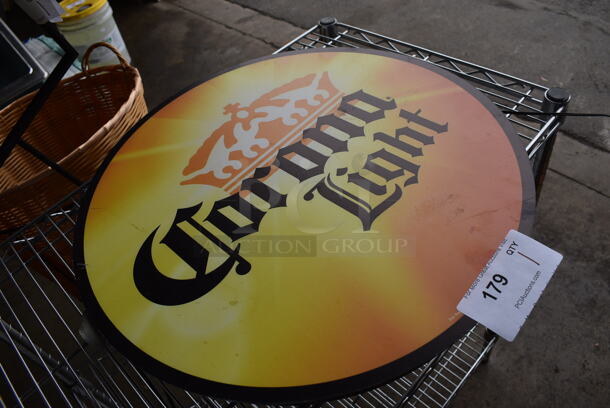 Corona
Light
AUCTION GROUP
179
QTY
PCIAuctions.com